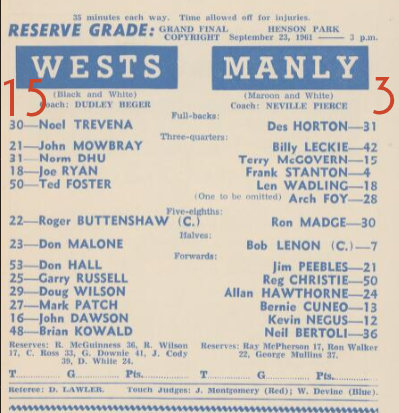 35 minutes each way. Time allowed off for injuries.
RESERVE GRADE: GRAND FINAL HENSON PARK
COPYRIGHT September 23, 1961 —— 3 p.m.
WESTS MANLY
15 3
(Black and White) (Maroon and White)
Coach: DUDLEY BEGER Coach: NEVILLE PIERCE
Full-backs:
30—Noel TREVENA Des HORTON—31
Three-quarters:
21—John MOWBRAY Billy LECKIE—42
31—Norm DHU Terry McGOVERN—15
18—Joe RYAN Frank STANTON—4
50—Ted FOSTER Len WADLING—18
(One to be omitted) Arch FOY—28
Five-eighths:
22—Roger BUTTENSHAW (C.) Ron MADGE—30
Halves:
23—Don MALONE Bob LENON (C.)—7
Forwards:
53—Don HALL Jim PEEBLES—21
25—Garry RUSSELL Reg CHRISTIE—50
29—Doug WILSON Allan HAWTHORNE—24
27—Mark PATCH Bernie CUNEO—13
16—John DAWSON Kevin NEGUS—12
48—Brian KOWALD Neil BERTOLI—36
Reserves: R. McGuinness 36, R. Wilson Reserves: Ray McPherson 17, Ron Walker
17, C. Ross 33, G. Downie 41, J. Cody 22, George Mullins 37.
39, D. White 24.
T............ G............ Pts............ T............ G............ Pts............
Referee: D. LAWLER. Touch Judges: J. Montgomery (Red); W. Devine (Blue).